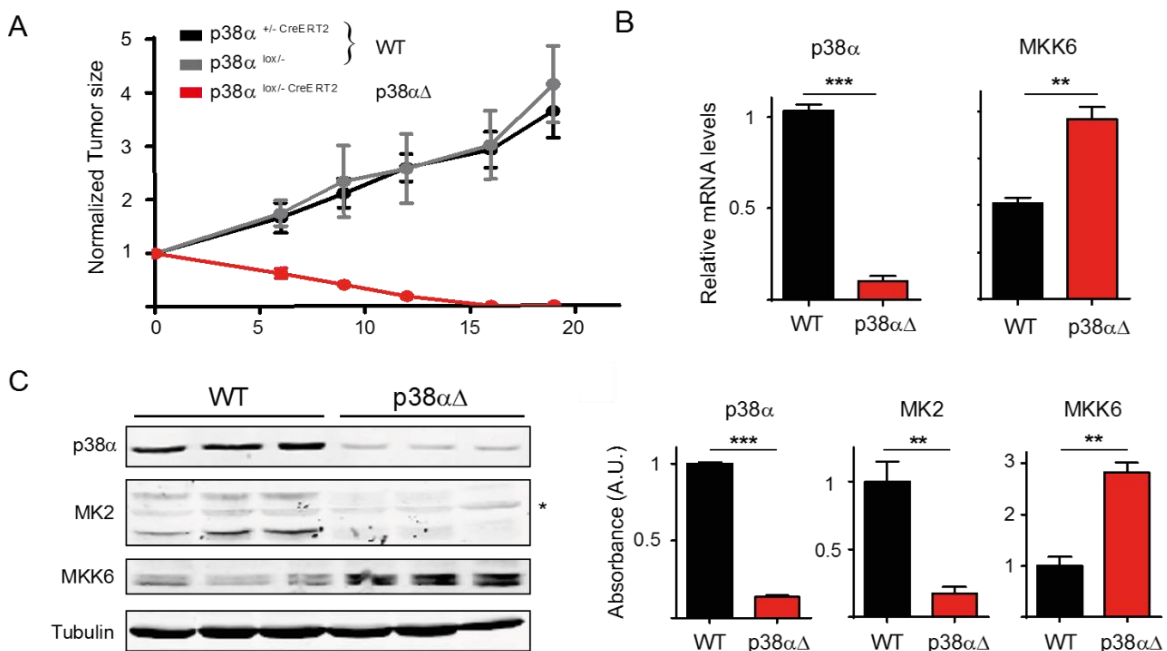 A
p38α +/- CreERT2
p38α lox/-
WT
p38α lox/- CreERT2
p38αΔ
Normalized Tumor size
5
4
3
2
1
0 5 10 15 20
B
p38α
MKK6
***
**
Relative mRNA levels
1
0.5
WT p38αΔ
WT p38αΔ
C
WT
p38αΔ
p38α
MK2
*
MKK6
Tubulin
p38α
MK2
MKK6
***
**
**
Absorbance (A.U.)
1
0.5
1
0.5
3
2
1
WT p38αΔ
WT p38αΔ
WT p38αΔ